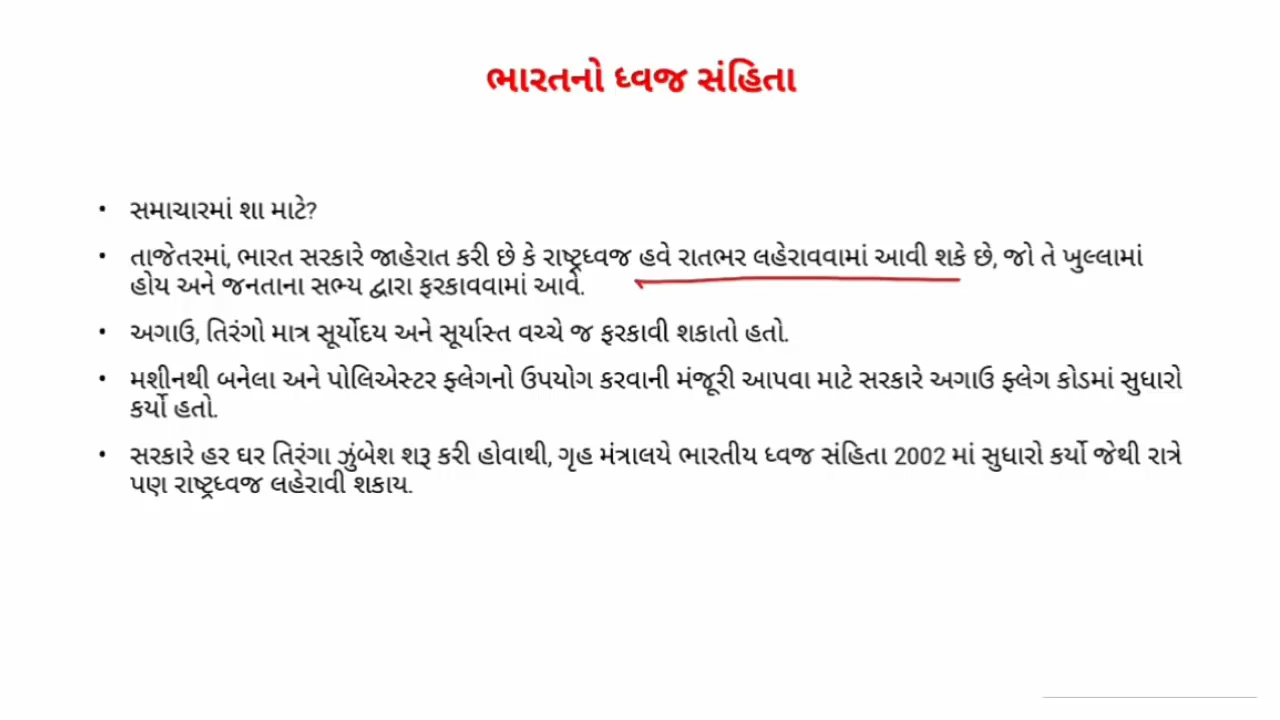 ભારતનો ધ્વજ સંહિતા
• સમાચારમાં શા માટે?
• તાજેતરમાં, ભારત સરકારે જાહેરાત કરી છે કે રાષ્ટ્રધ્વજ હવે રાતભર લહેરાવવામાં આવી શકે છે, જો તે ખુલ્લામાં
હોય અને જનતાના સભ્ય દ્વારા ફરકાવવામાં આવે.
• અગાઉ, તિરંગો માત્ર સૂર્યોદય અને સૂર્યાસ્ત વચ્ચે જ ફરકાવી શકાતો હતો.
• મશીનથી બનેલા અને પોલિએસ્ટર ફ્લેગનો ઉપયોગ કરવાની મંજૂરી આપવા માટે સરકારે અગાઉ ફ્લેગ કોડમાં સુધારો
કર્યો હતો.
• સરકારે હર ઘર તિરંગા ઝુંબેશ શરૂ કરી હોવાથી, ગૃહ મંત્રાલયે ભારતીય ધ્વજ સંહિતા 2002 માં સુધારો કર્યો જેથી રાત્રે
પણ રાષ્ટ્રધ્વજ લહેરાવી શકાય.